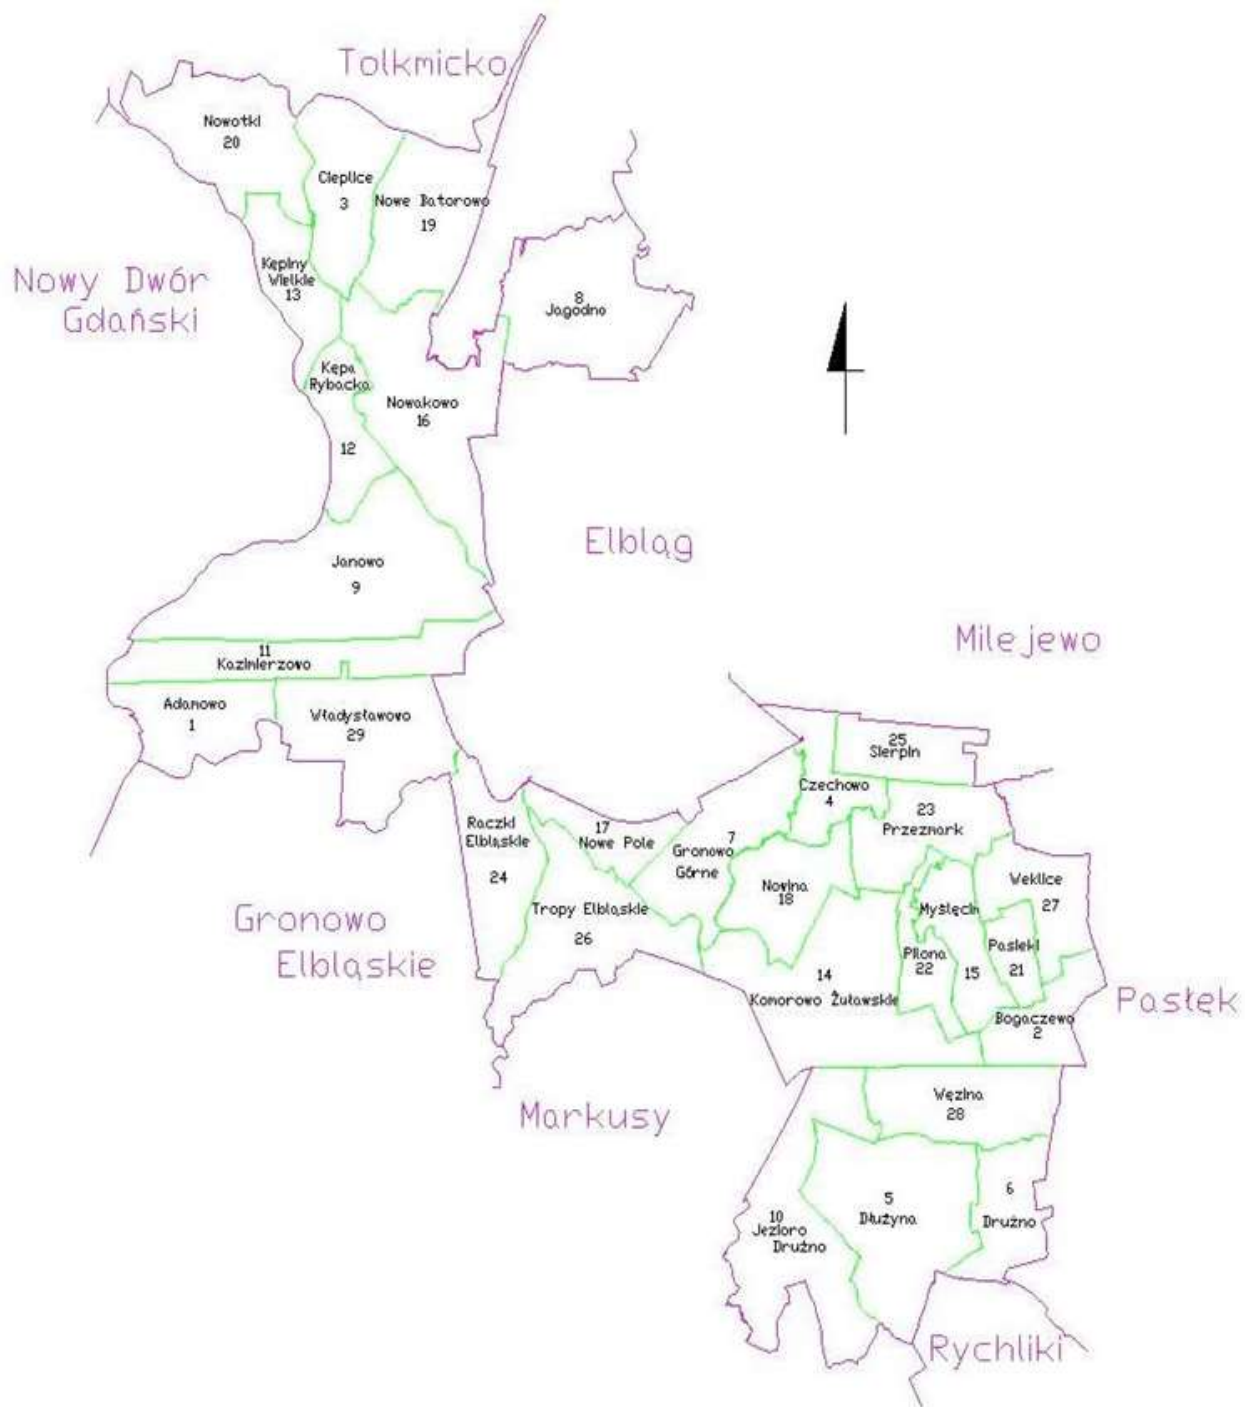 Tolkmicko
Nowotki
20
Cieplice
3
Nowe Batorowo
19
Nowy Dwór
Gdański
Kępiny
Wielkie
13
8
Jagodno
Kępa
Rybacka
12
Nowakowo
16
Elbląg
Janowo
9
11
Kazimierzowo
Adamowo
1
Władysławowo
29
Milejewo
25
Sierpin
Czechowo
4
23
Przezmark
Raczki
Elbląskie
24
17
Nowe Pole
7
Gronowo
Górne
Nowina
18
Weklice
27
Myślęcin
15
Tropy Elbląskie
26
Pilona
22
Pasieki
21
Gronowo
Elbląskie
14
Komorowo Żuławskie
Bogaczewo
2
Pasłęk
Markusy
Węzina
28
5
Dłużyna
6
Drużno
10
Jezioro
Drużno
Rychliki